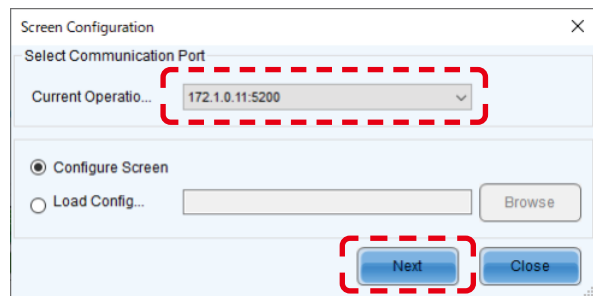 Screen Configuration
Select Communication Port
Current Operatio... 172.1.0.11:5200
Configure Screen
Load Config... Browse
Next Close